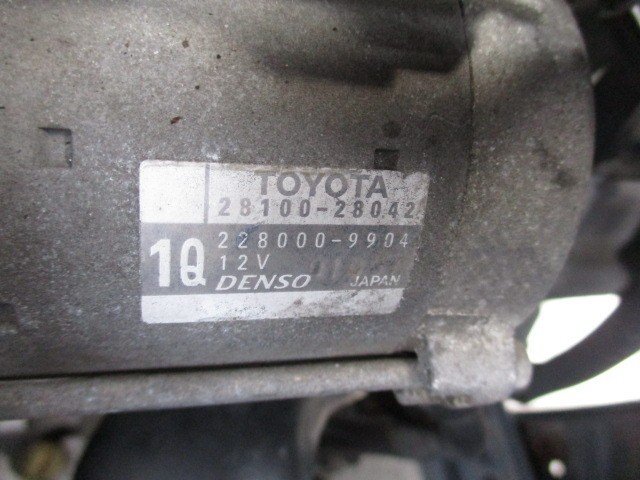 TOYOTA
28100-28042
228000-9904
1Q
12V
DENSO JAPAN